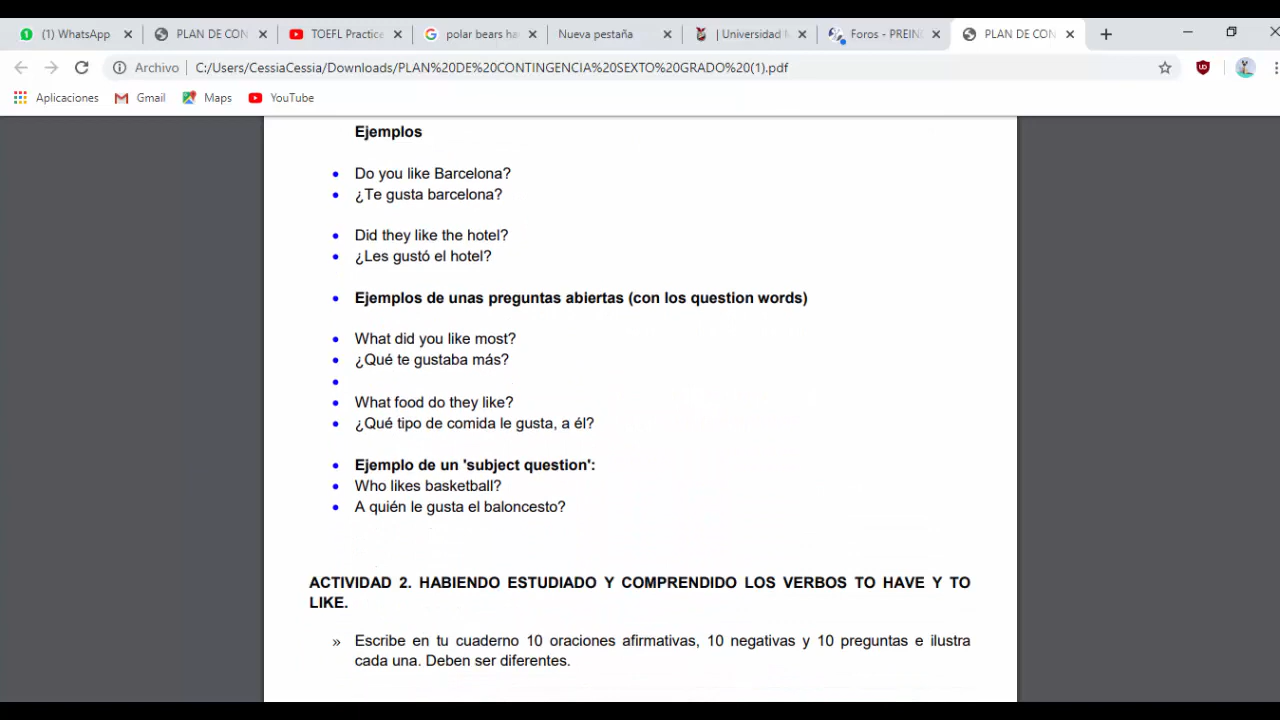 (1) WhatsApp
PLAN DE CON
TOEFL Practice
polar bears ha
Nueva pestaña
| Universidad
Foros - PREIN
PLAN DE CON
Archivo
C:/Users/CessiaCessia/Downloads/PLAN%20DE%20CONTINGENCIA%20SEXTO%20GRADO%20(1).pdf
Aplicaciones
Gmail
Maps
YouTube
Ejemplos
• Do you like Barcelona?
• ¿Te gusta barcelona?
• Did they like the hotel?
• ¿Les gustó el hotel?
• Ejemplos de unas preguntas abiertas (con los question words)
• What did you like most?
• ¿Qué te gustaba más?
•
• What food do they like?
• ¿Qué tipo de comida le gusta, a él?
• Ejemplo de un 'subject question':
• Who likes basketball?
• A quién le gusta el baloncesto?
ACTIVIDAD 2. HABIENDO ESTUDIADO Y COMPRENDIDO LOS VERBOS TO HAVE Y TO
LIKE.
» Escribe en tu cuaderno 10 oraciones afirmativas, 10 negativas y 10 preguntas e ilustra
cada una. Deben ser diferentes.